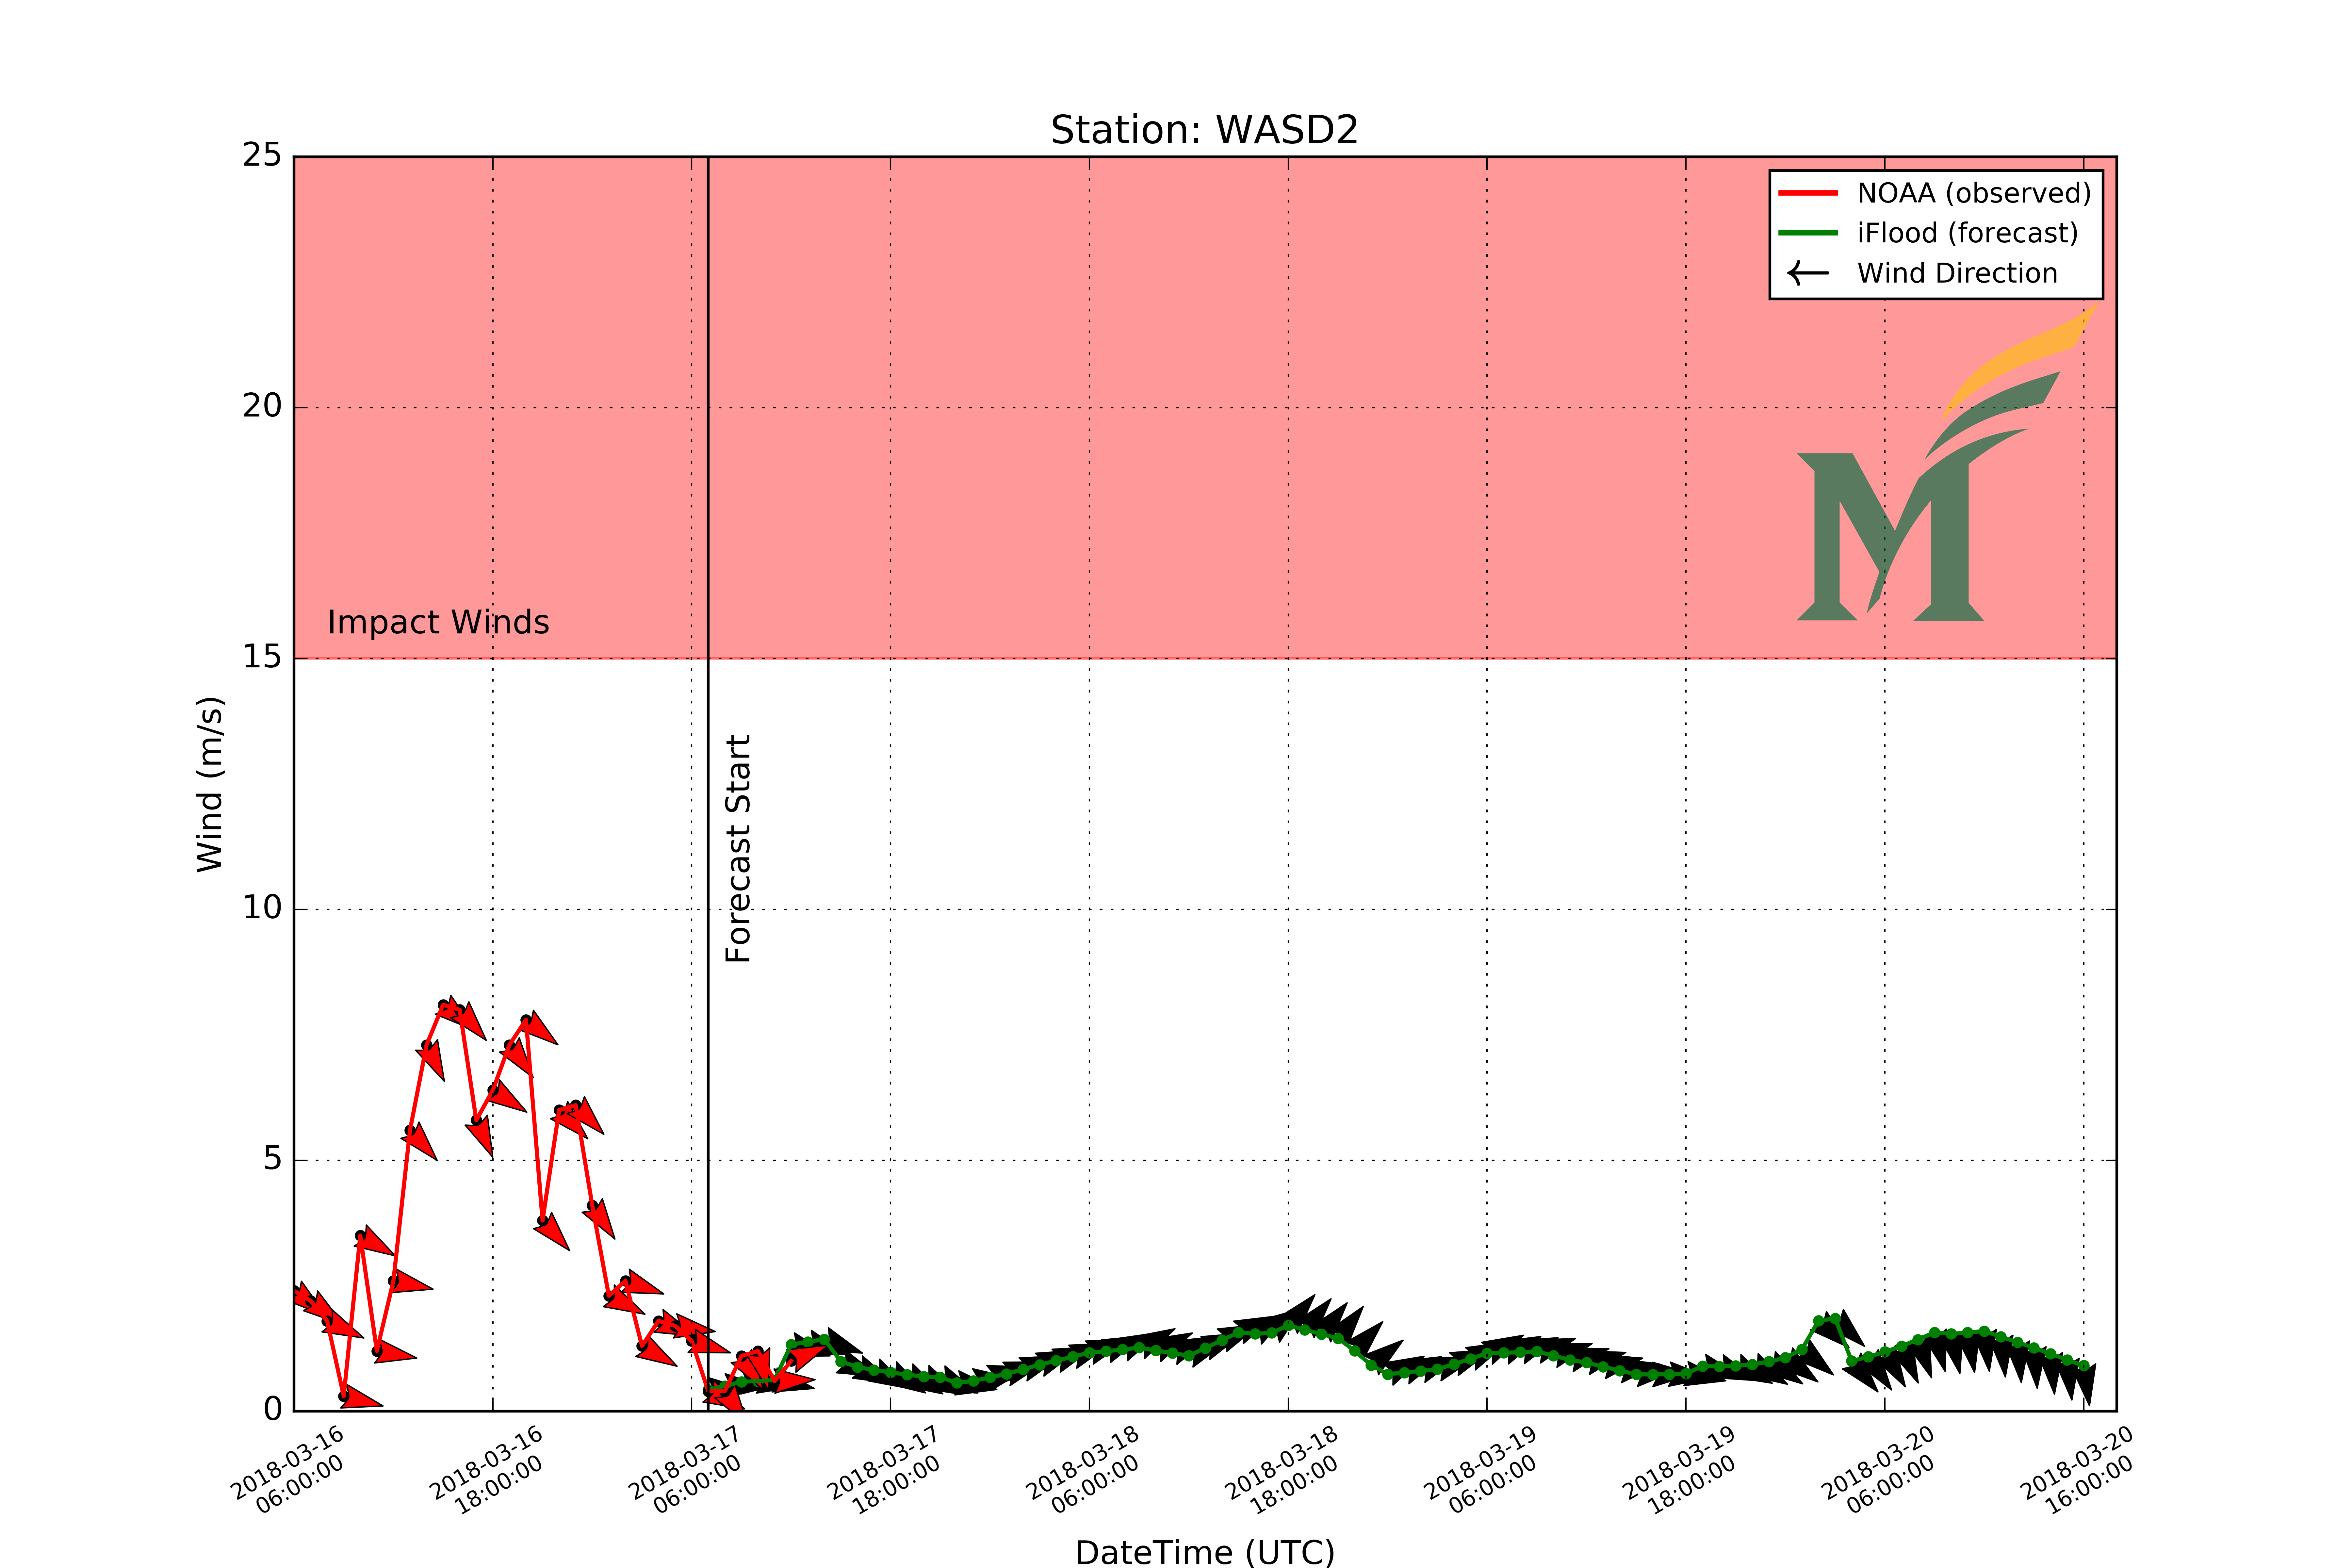 Station: WASD2
25
20
15
10
5
0
Wind (m/s)
NOAA (observed)
iFlood (forecast)
Wind Direction
M
Impact Winds
Forecast Start
2018-03-16
06:00:00
2018-03-16
18:00:00
2018-03-17
06:00:00
2018-03-17
18:00:00
2018-03-18
06:00:00
2018-03-18
18:00:00
2018-03-19
06:00:00
2018-03-19
18:00:00
2018-03-20
06:00:00
2018-03-20
16:00:00
DateTime (UTC)